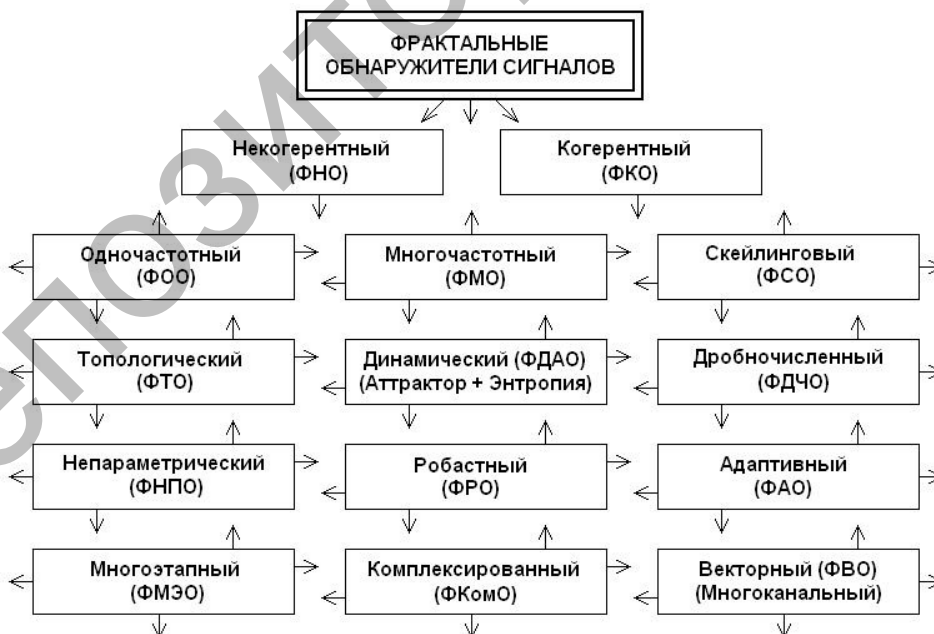 ФРАКТАЛЬНЫЕ
ОБНАРУЖИТЕЛИ СИГНАЛОВ
Некогерентный
(ФНО)
Когерентный
(ФКО)
Одночастотный
(ФОО)
Многочастотный
(ФМО)
Скейлинговый
(ФСО)
Топологический
(ФТО)
Динамический (ФДАО)
(Аттрактор + Энтропия)
Дробночисленный
(ФДЧО)
Непараметрический
(ФНПО)
Робастный
(ФРО)
Адаптивный
(ФАО)
Многоэтапный
(ФМЭО)
Комплексированный
(ФКомО)
Векторный (ФВО)
(Многоканальный)